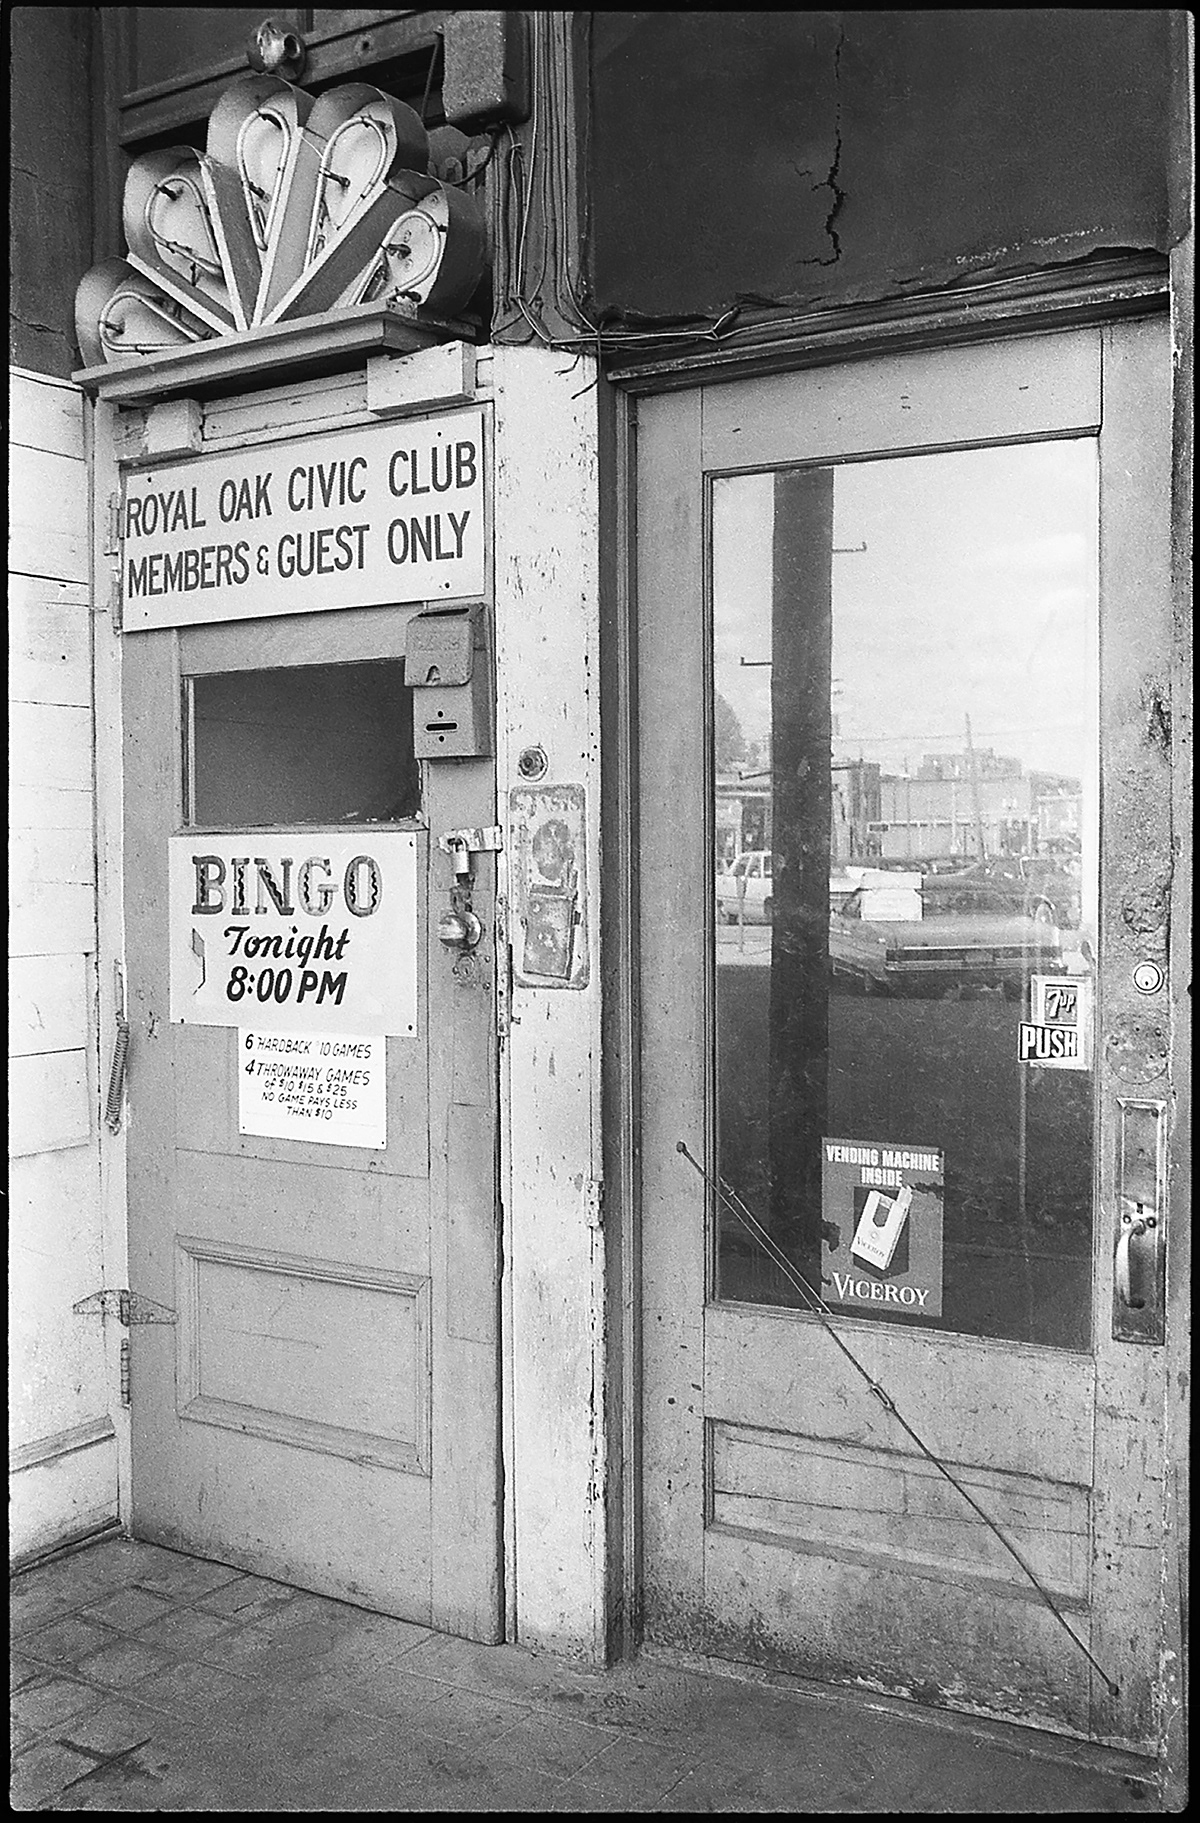 ROYAL OAK CIVIC CLUB
MEMBERS & GUEST ONLY
BINGO
Tonight
8:00 PM
6 HARDBACK $10 GAMES
4 THROWAWAY GAMES
of $10 $15 & $25
NO GAME PAYS LESS
THAN $10
7up
PUSH
VENDING MACHINE
INSIDE
VICEROY
VICEROY